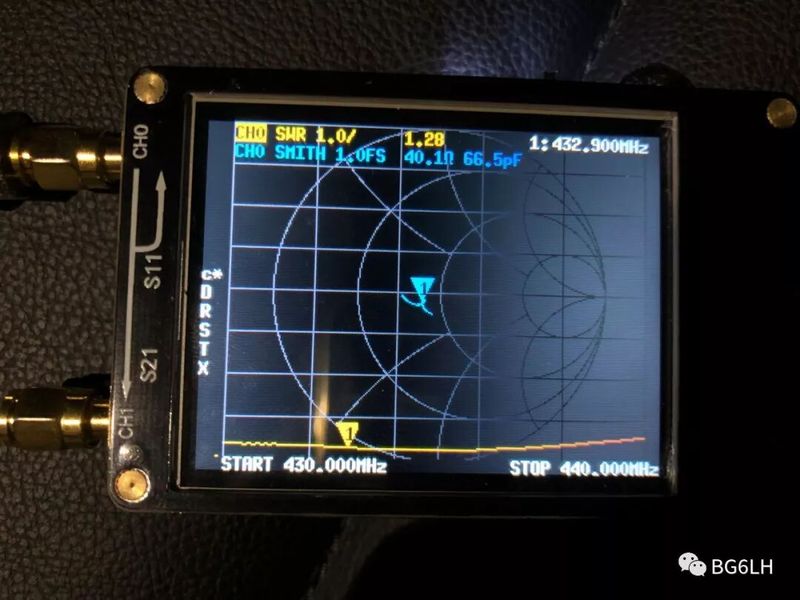 CH0 SWR 1.0/ 1.28 1:432.900MHz
CH0 SMITH 1.0FS 40.1Ω 66.5pF
CH0
S11
S21
CH1
C*
D
R
S
T
X
1
1
START 430.000MHz STOP 440.000MHz
BG6LH